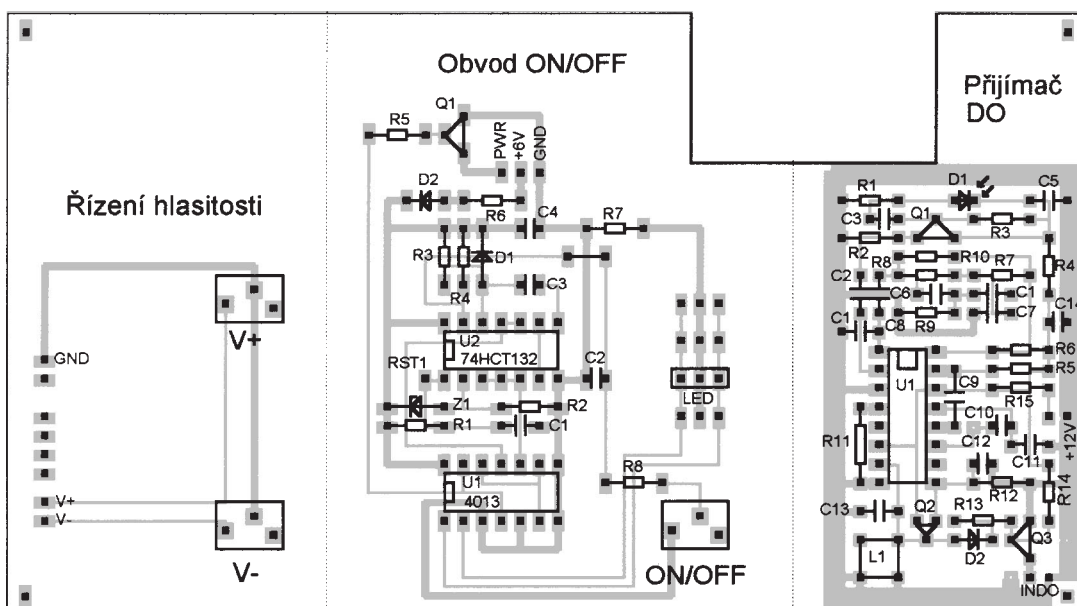 Řízení hlasitosti
V+
GND
V+
V-
V-
Obvod ON/OFF
Q1
R5
PWR
+6V
GND
D2
R6
C4
R7
R3
R4
D1
C3
U2
74HCT132
RST1
C2
Z1
R2
R1
C1
LED
U1
4013
R8
ON/OFF
Přijímač
DO
R1
D1
C5
C3
Q1
R3
R2
R10
R4
C2
R8
R7
C6
C1
C14
C1
C8
R9
C7
R6
U1
R5
C9
R15
C10
R11
C12
C11
+12V
R12
R14
C13
Q2
R13
Q3
L1
D2
INDO